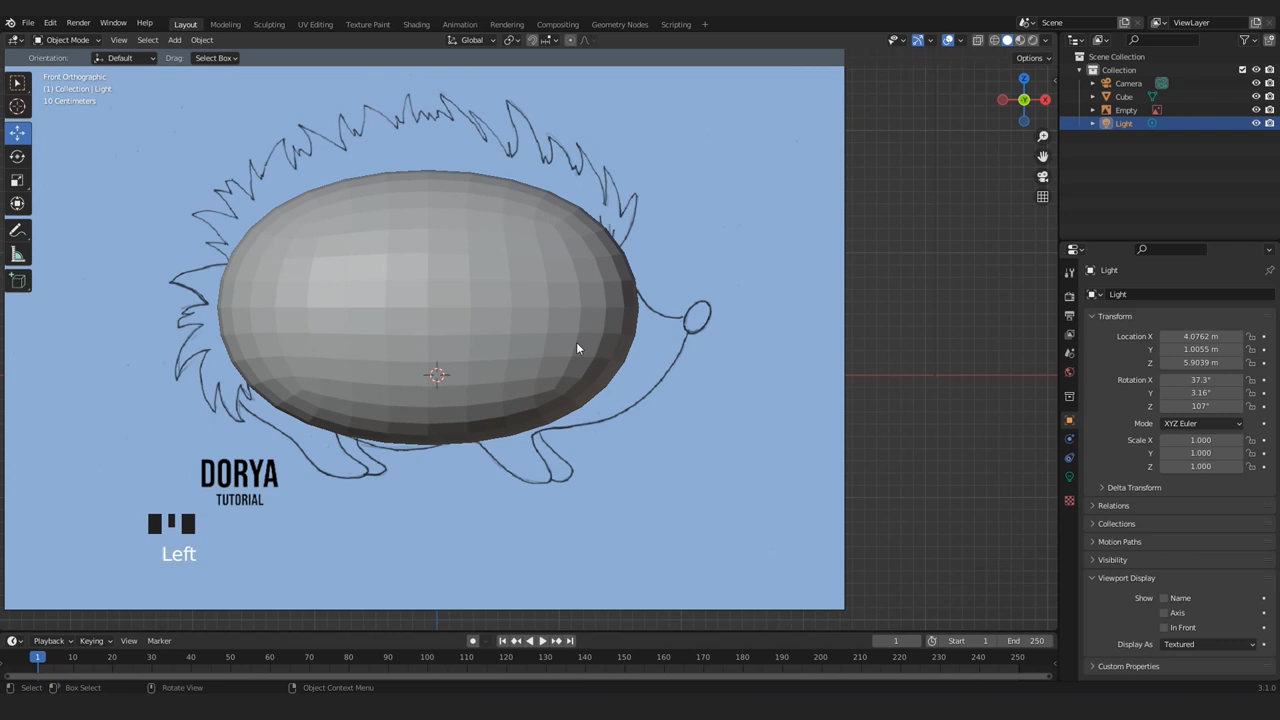 File Edit Render Window Help Layout Modeling Sculpting UV Editing Texture Paint Shading Animation Rendering Compositing Geometry Nodes Scripting + Scene ViewLayer
Object Mode View Select Add Object Global
Orientation: Default Drag: Select Box Options
Front Orthographic
(1) Collection | Light
10 Centimeters
Z
Y
X
Scene Collection
Collection
Camera
Cube
Empty
Light
Light
Light
Transform
Location X 4.0762 m
Y 1.0055 m
Z 5.9039 m
Rotation X 37.3°
Y 3.16°
Z 107°
Mode XYZ Euler
Scale X 1.000
Y 1.000
Z 1.000
Delta Transform
Relations
Collections
Motion Paths
Visibility
Viewport Display
Show Name
Axis
In Front
Display As Textured
Custom Properties
DORYA
TUTORIAL
Left
Playback Keying View Marker 1 Start 1 End 250
1 10 20 30 40 50 60 70 80 90 100 110 120 130 140 150 160 170 180 190 200 210 220 230 240 250
Select Box Select Rotate View Object Context Menu 3.1.0